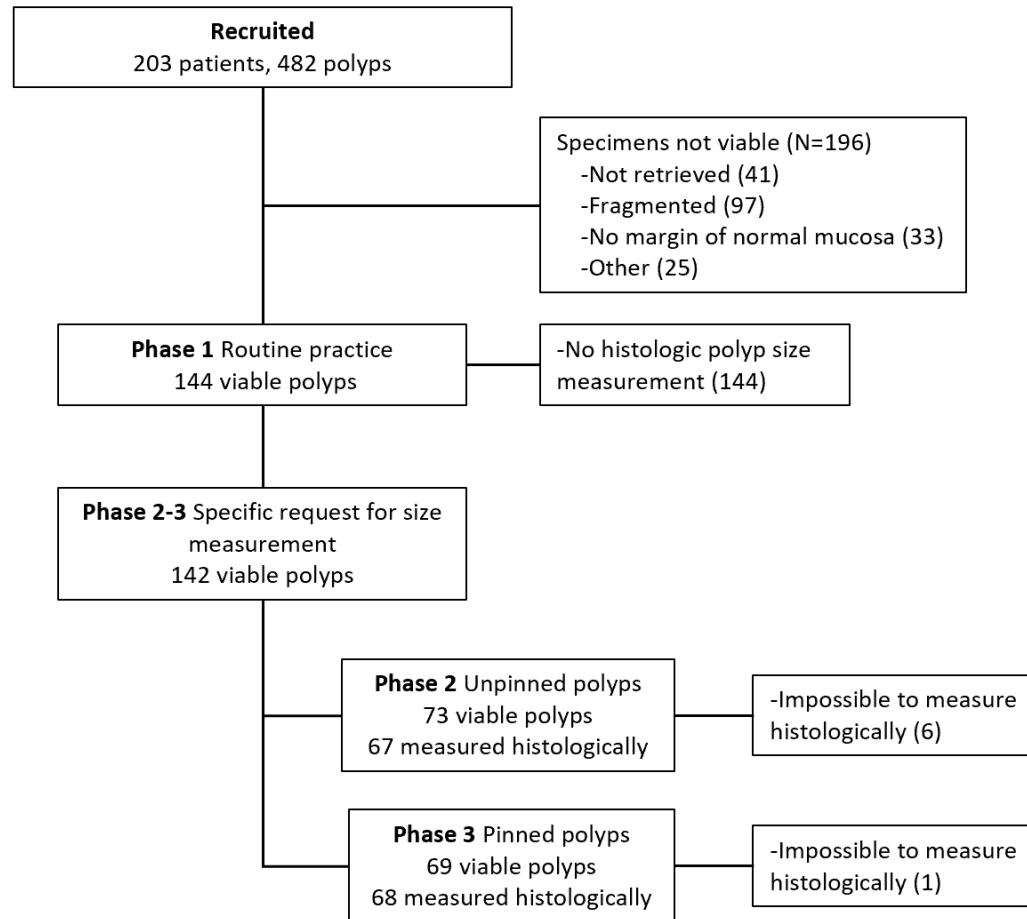 Recruited
203 patients, 482 polyps
Specimens not viable (N=196)
-Not retrieved (41)
-Fragmented (97)
-No margin of normal mucosa (33)
-Other (25)
Phase 1 Routine practice
144 viable polyps
-No histologic polyp size
measurement (144)
Phase 2-3 Specific request for size
measurement
142 viable polyps
Phase 2 Unpinned polyps
73 viable polyps
67 measured histologically
-Impossible to measure
histologically (6)
Phase 3 Pinned polyps
69 viable polyps
68 measured histologically
-Impossible to measure
histologically (1)